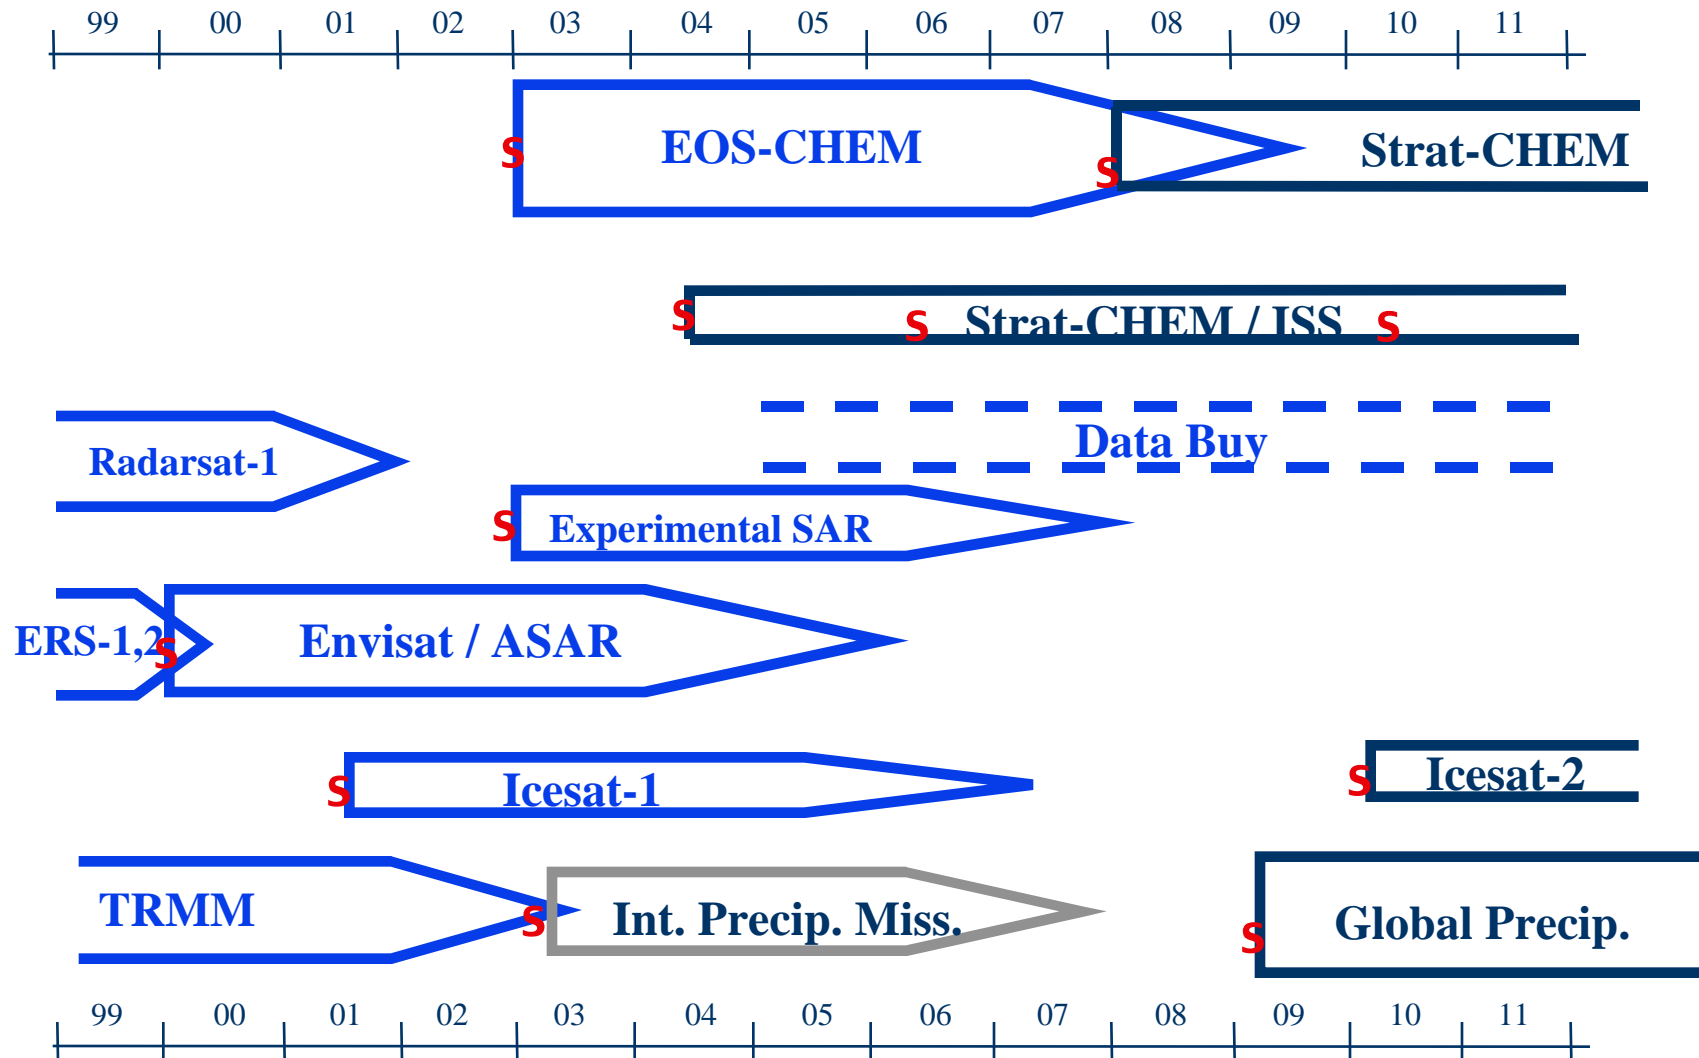 99 00 01 02 03 04 05 06 07 08 09 10 11
EOS-CHEM
Strat-CHEM
S
S
Strat-CHEM / ISS
S
S
S
Data Buy
Radarsat-1
S
Experimental SAR
ERS-1,2
S
Envisat / ASAR
S
Icesat-1
S
Icesat-2
TRMM
S
Int. Precip. Miss.
S
Global Precip.
99 00 01 02 03 04 05 06 07 08 09 10 11